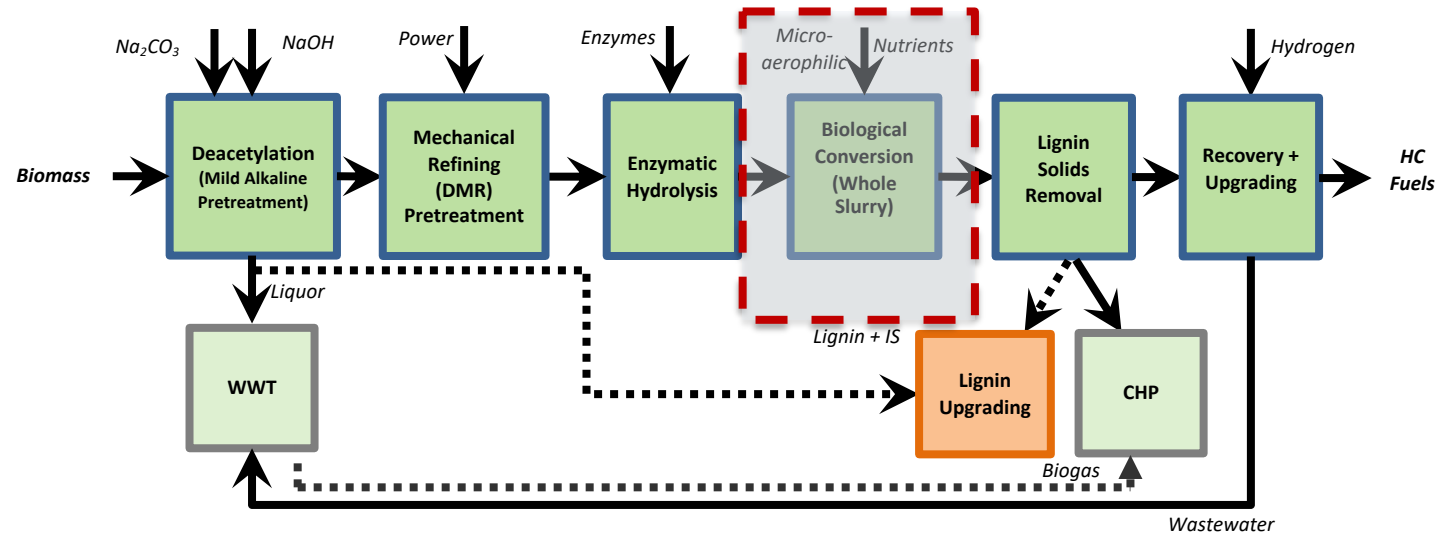 Na₂CO₃
NaOH
Power
Enzymes
Micro-
aerophilic
Nutrients
Hydrogen
Biomass
Deacetylation
(Mild Alkaline
Pretreatment)
Mechanical
Refining
(DMR)
Pretreatment
Enzymatic
Hydrolysis
Biological
Conversion
(Whole
Slurry)
Lignin
Solids
Removal
Recovery +
Upgrading
HC
Fuels
Liquor
Lignin + IS
WWT
Lignin
Upgrading
CHP
Biogas
Wastewater